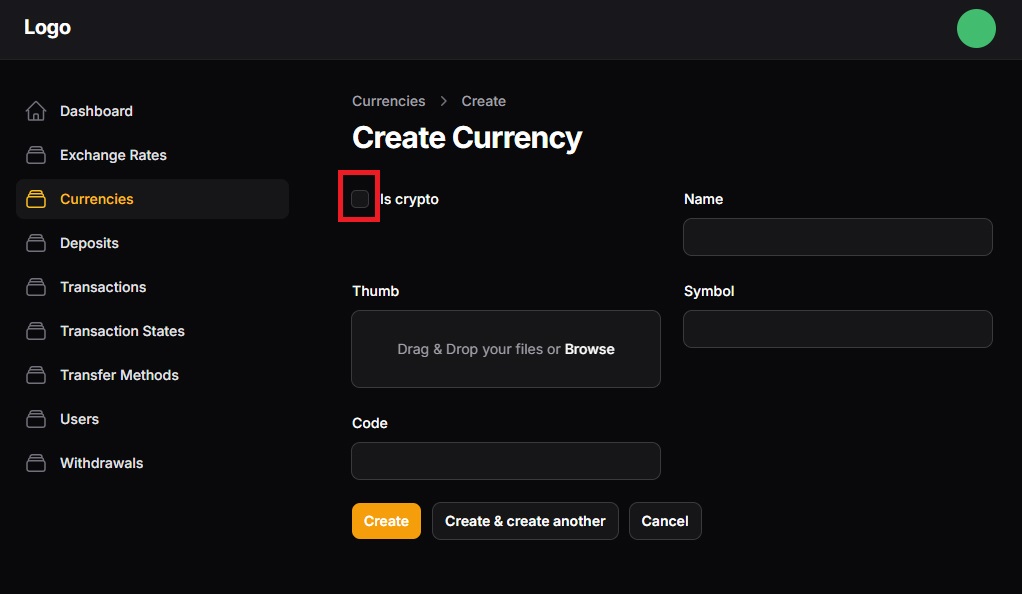 Logo
Dashboard
Exchange Rates
Currencies
Deposits
Transactions
Transaction States
Transfer Methods
Users
Withdrawals
Currencies > Create
Create Currency
Is crypto
Name
Thumb
Drag & Drop your files or Browse
Symbol
Code
Create
Create & create another
Cancel